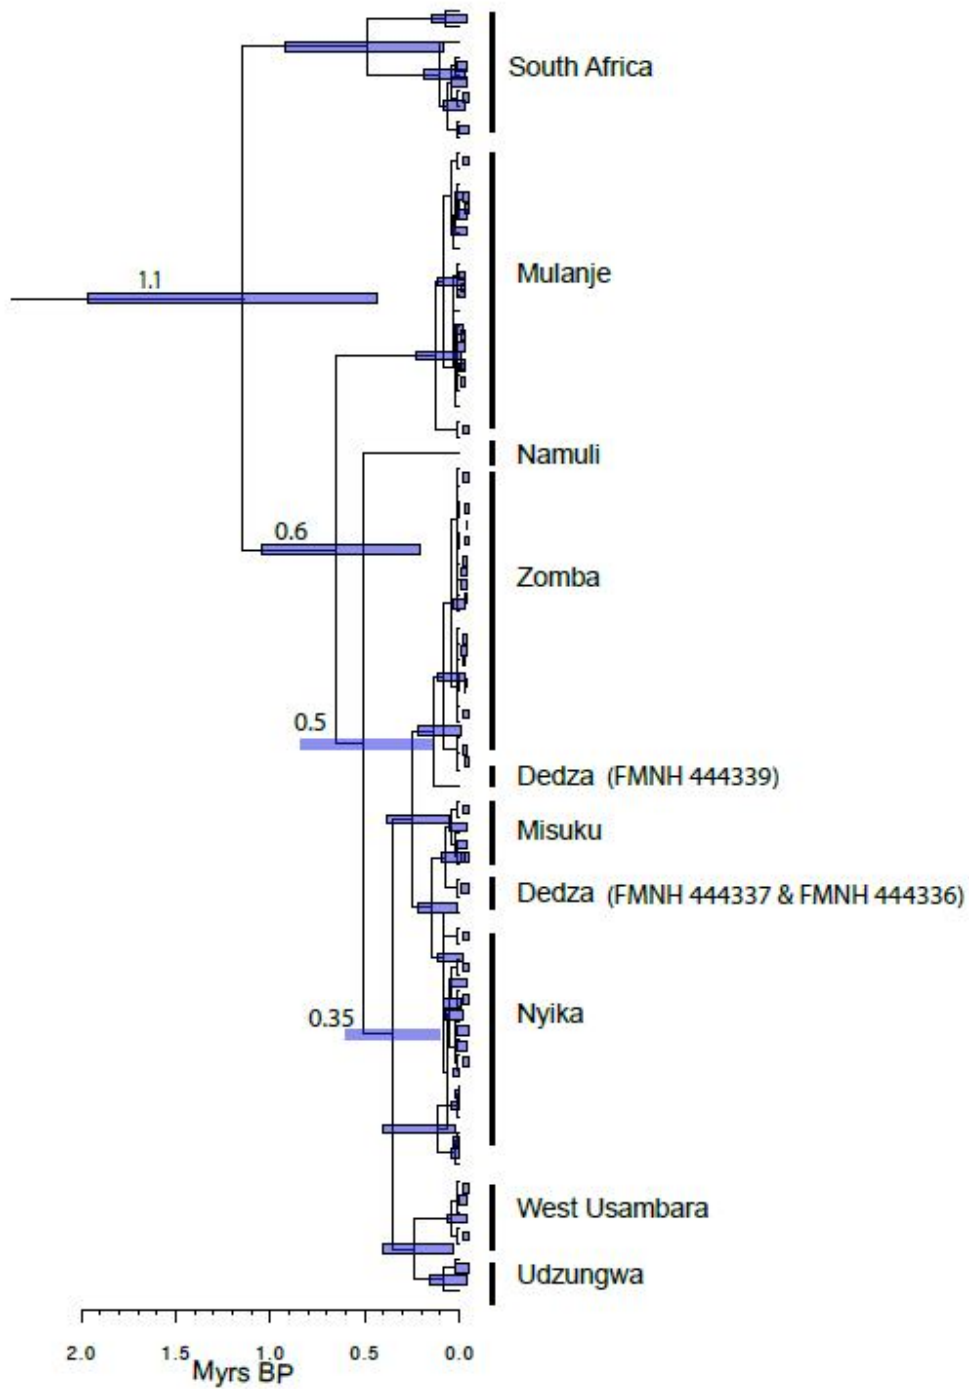 South Africa
1.1
Mulanje
Namuli
0.6
Zomba
0.5
Dedza (FMNH 444339)
Misuku
Dedza (FMNH 444337 & FMNH 444336)
0.35
Nyika
West Usambara
Udzungwa
2.0 1.5 1.0 0.5 0.0
Myrs BP